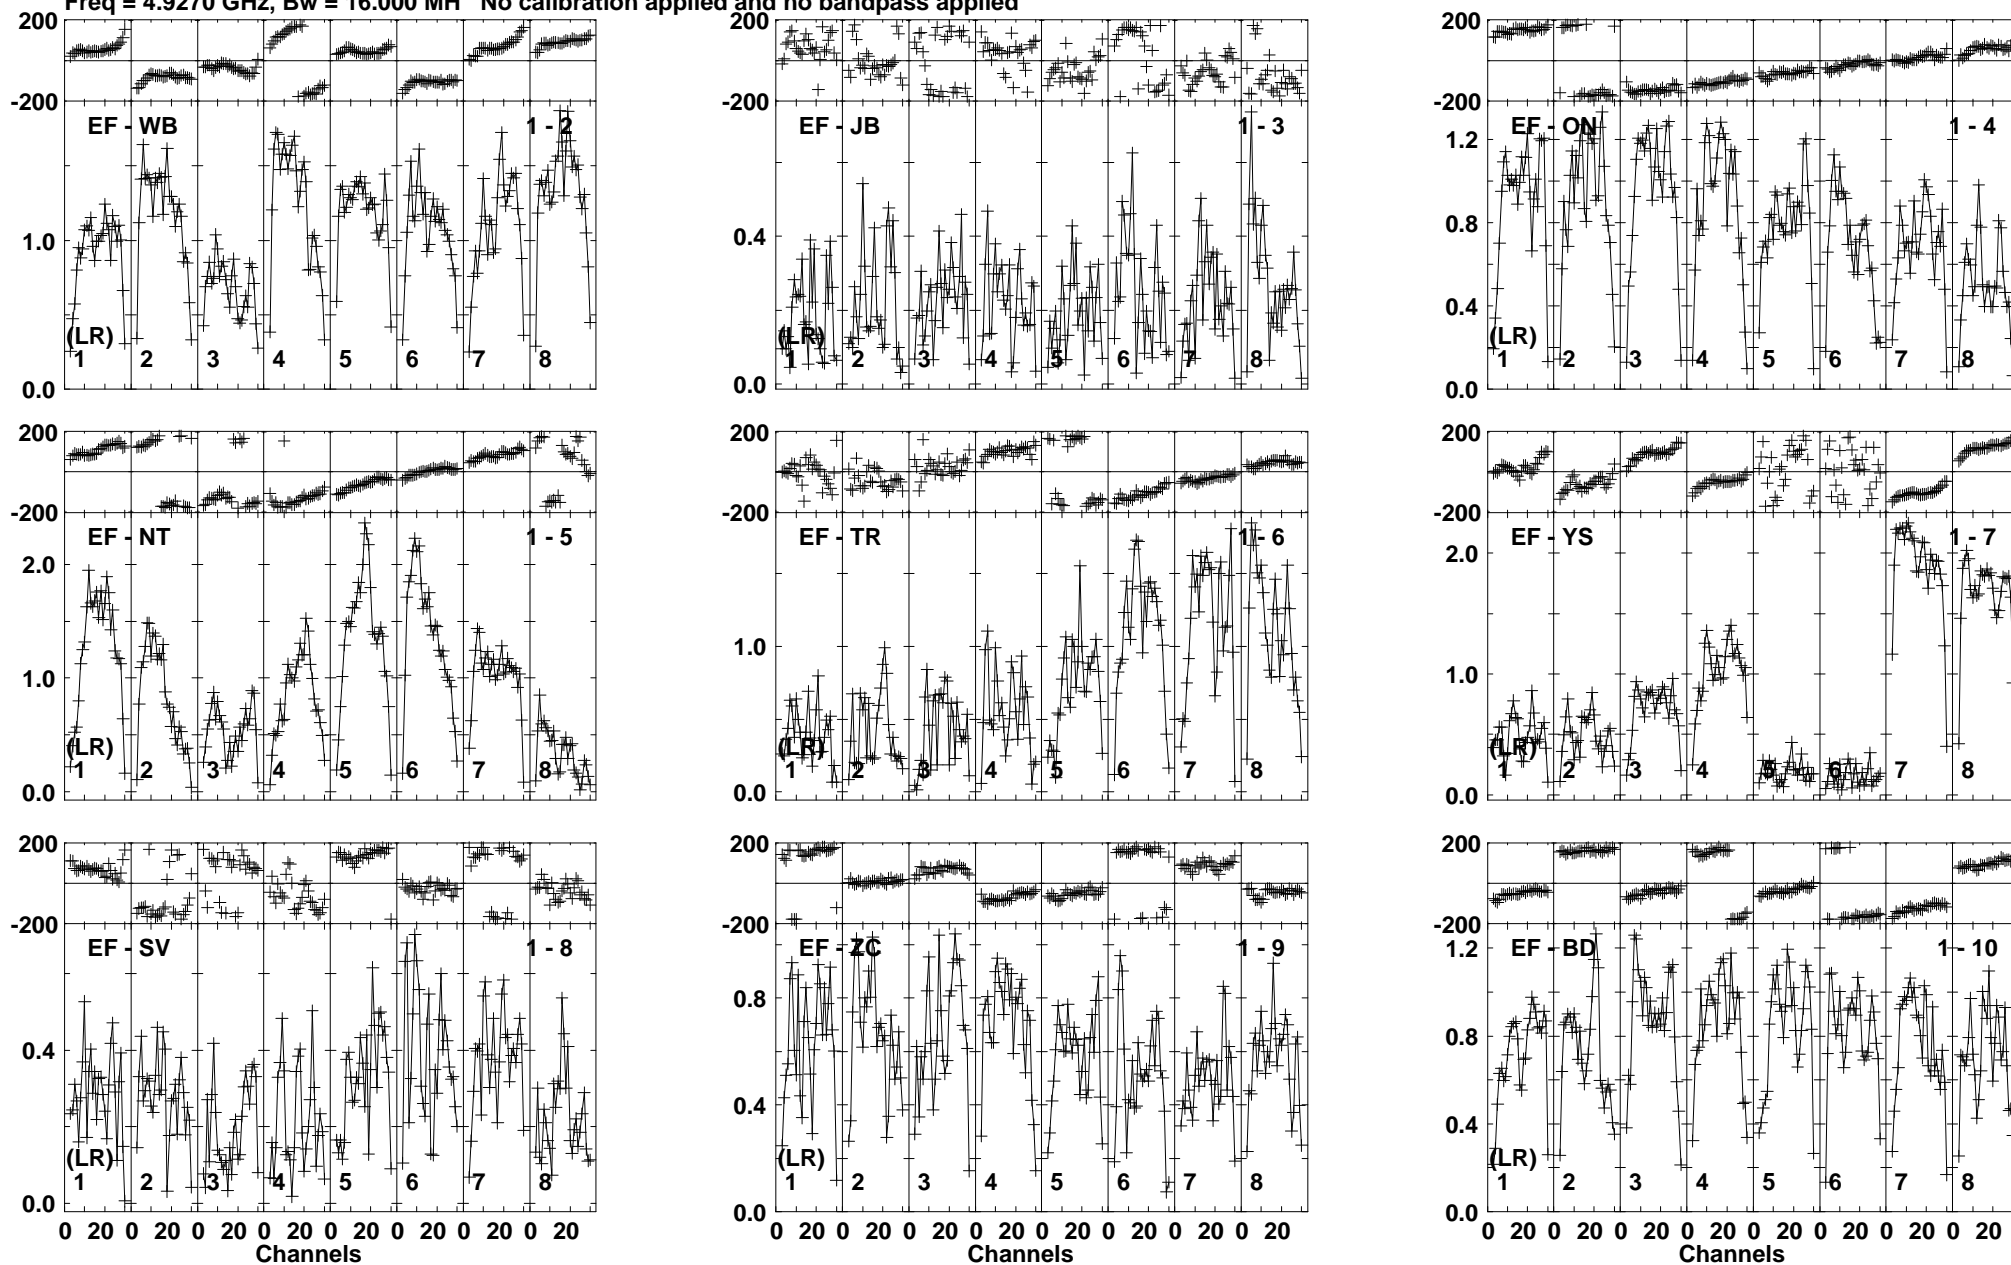 Freq = 4.9270 GHz, Bw = 16.000 MH No calibration applied and no bandpass applied
200 200 200
-200 -200 -200
EF - WB 1 - 2 EF - JB 1 - 3 EF - ON 1 - 4
1.2
1.0 0.4 0.8
0.4
(LR) (LR) (LR)
1 2 3 4 5 6 7 8 1 2 3 4 5 6 7 8 1 2 3 4 5 6 7 8
0.0 0.0 0.0
200 200 200
-200 -200 -200
EF - NT 1 - 5 EF - TR 1 - 6 EF - YS 1 - 7
2.0 2.0
1.0 1.0 1.0
(LR) (LR) (LR)
1 2 3 4 5 6 7 8 1 2 3 4 5 6 7 8 1 2 3 4 5 6 7 8
0.0 0.0 0.0
200 200 200
-200 -200 -200
EF - SV 1 - 8 EF - ZC 1 - 9 EF - BD 1 - 10
1.2
0.4 0.8 0.8
0.4 0.4
(LR) (LR) (LR)
1 2 3 4 5 6 7 8 1 2 3 4 5 6 7 8 1 2 3 4 5 6 7 8
0.0 0.0 0.0
0 20 0 20 0 20 0 20 0 20 0 20 0 20 0 20 0 20 0 20 0 20 0 20 0 20 0 20 0 20 0 20 0 20 0 20 0 20 0 20 0 20 0 20 0 20 0 20
Channels Channels Channels